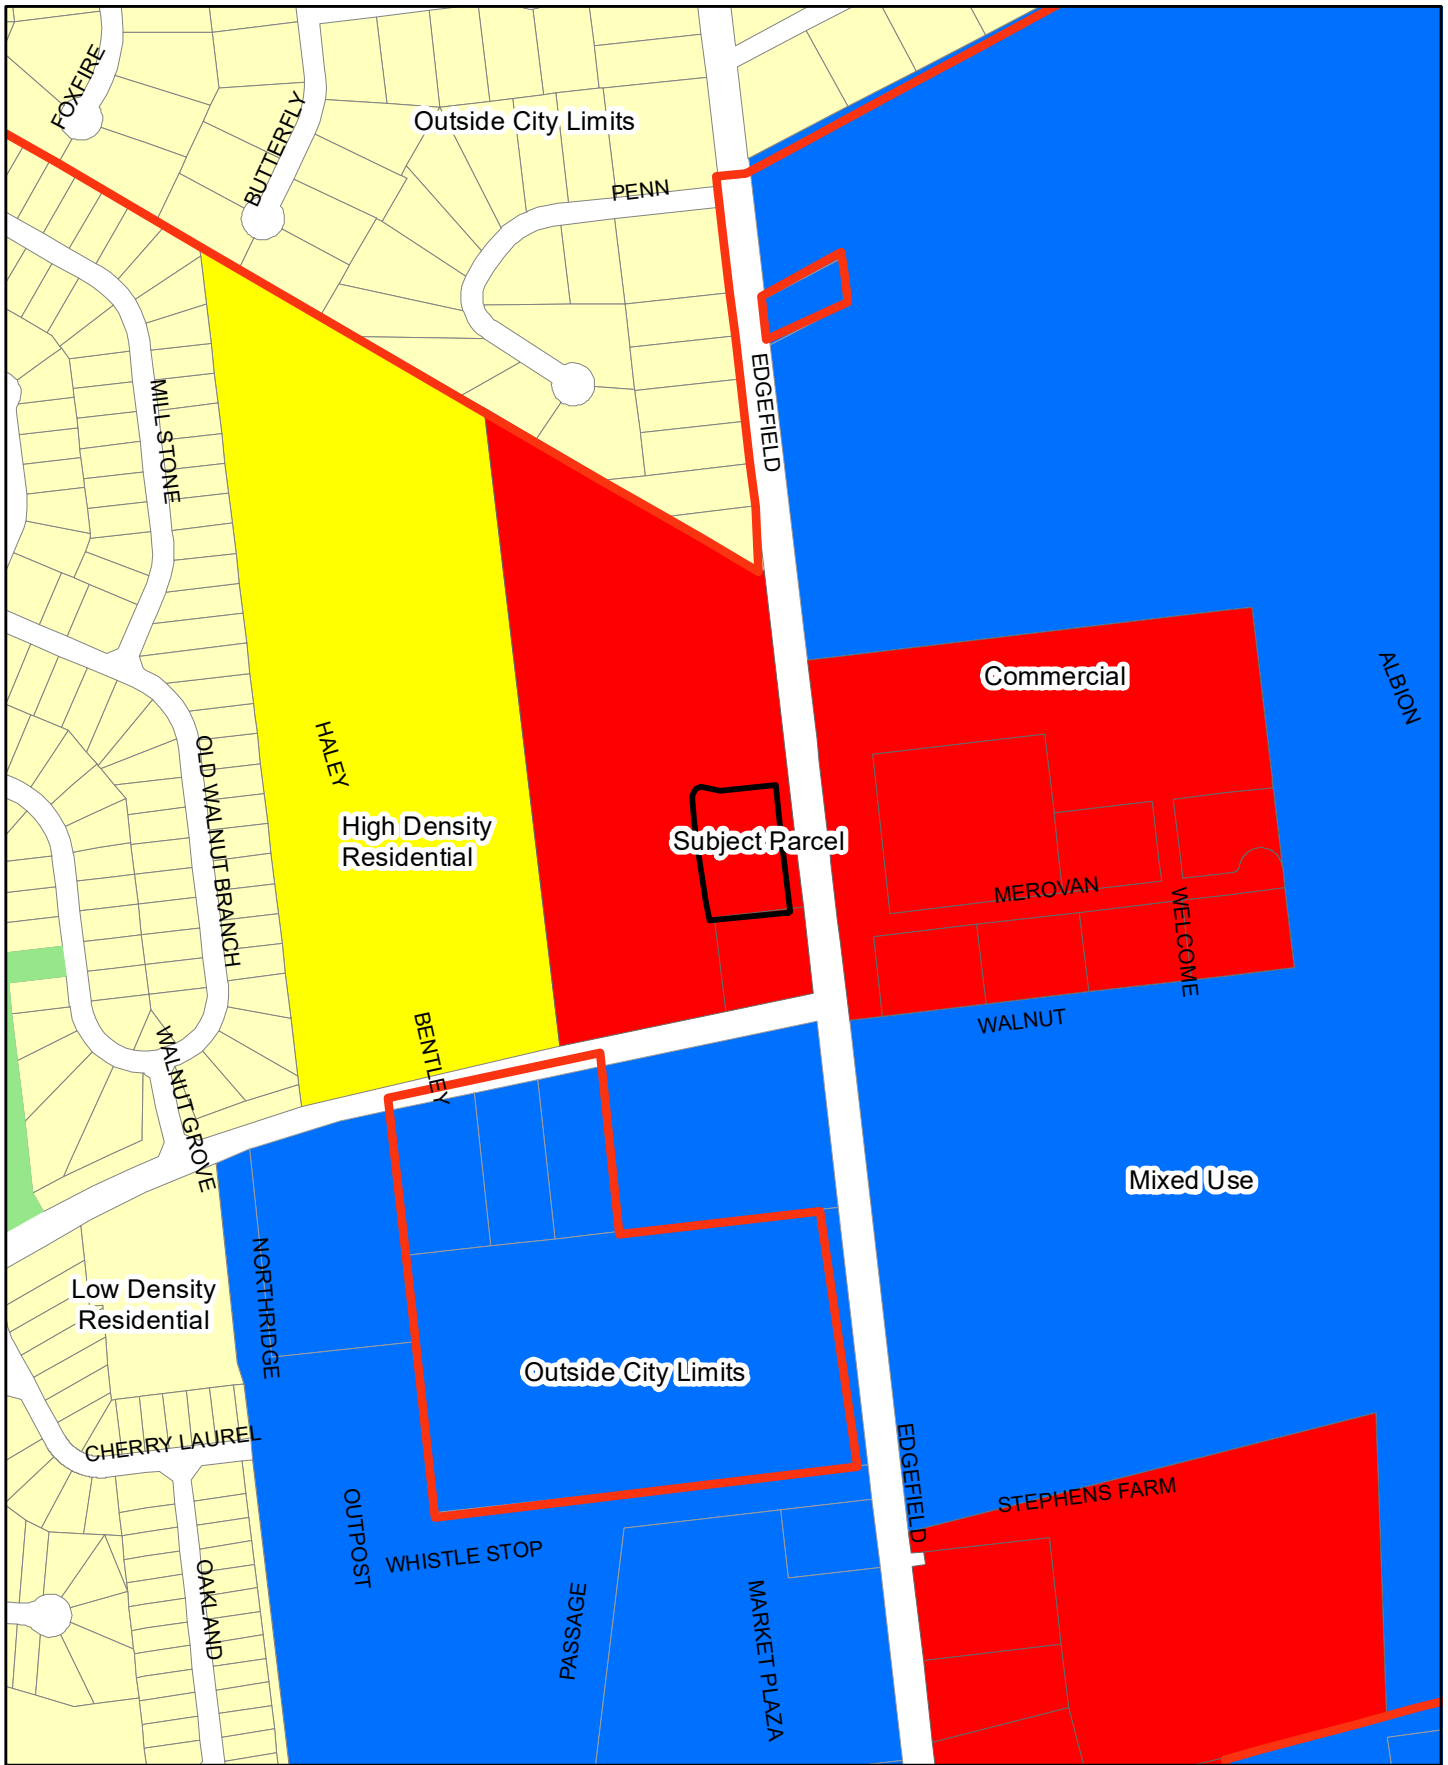 FOXFIRE
BUTTERFLY
Outside City Limits
PENN
EDGEFIELD
MILL STONE
Commercial
ALBION
HALEY
OLD WALNUT BRANCH
High Density
Residential
Subject Parcel
MEROVAN
WELCOME
WALNUT
BENTLEY
WALNUT GROVE
Mixed Use
NORTHRIDGE
Low Density
Residential
Outside City Limits
CHERRY LAUREL
EDGEFIELD
STEPHENS FARM
OUTPOST
WHISTLE STOP
OAKLAND
PASSAGE
MARKET PLAZA